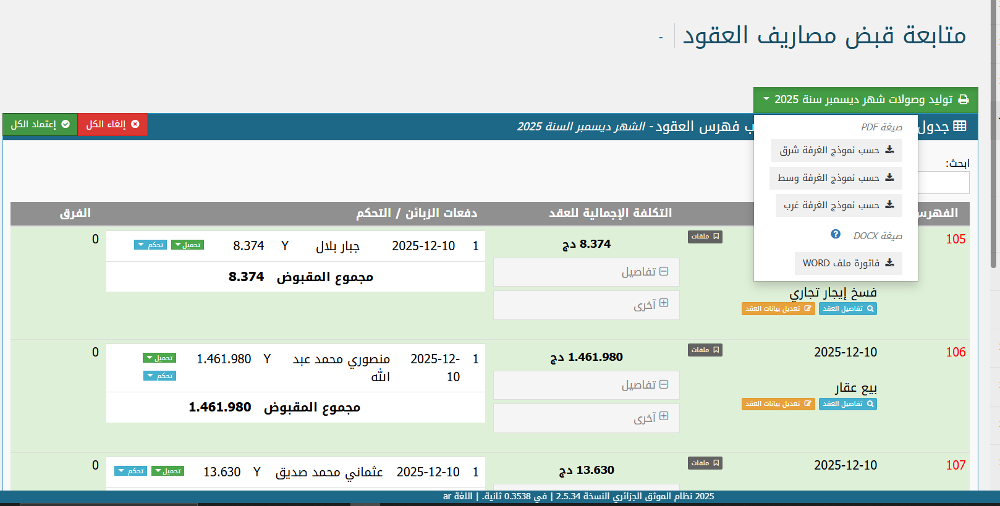 متابعة قبض مصاريف العقود -
توليد وصولات شهر ديسمبر سنة 2025
صيغة PDF
حسب نموذج الغرفة شرق
حسب نموذج الغرفة وسط
حسب نموذج الغرفة غرب
صيغة DOCX
فاتورة ملف WORD
جدول
فهرس العقود - الشهر ديسمبر السنة 2025
إلغاء الكل
إعتماد الكل
ابحث:
الفهرس
التكلفة الإجمالية للعقد
دفعات الزبائن / التحكم
الفرق
105
فسخ إيجار تجاري
تفاصيل العقد
تعديل بيانات العقد
ملفات
8.374 دج
تفاصيل
آخرى
1 2025-12-10 جبار بلال Y 8.374 تحميل تحكم
مجموع المقبوض 8.374
0
106
2025-12-10
بيع عقار
تفاصيل العقد
تعديل بيانات العقد
ملفات
1.461.980 دج
تفاصيل
آخرى
1 2025-12-10 منصوري محمد عبد الله Y 1.461.980 تحميل تحكم
مجموع المقبوض 1.461.980
0
107
2025-12-10
ملفات
13.630 دج
1 2025-12-10 عثماني محمد صديق Y 13.630 تحميل تحكم
0
2025 نظام الموثق الجزائري النسخة 2.5.34 | في 0.3538 ثانية. | اللغة ar